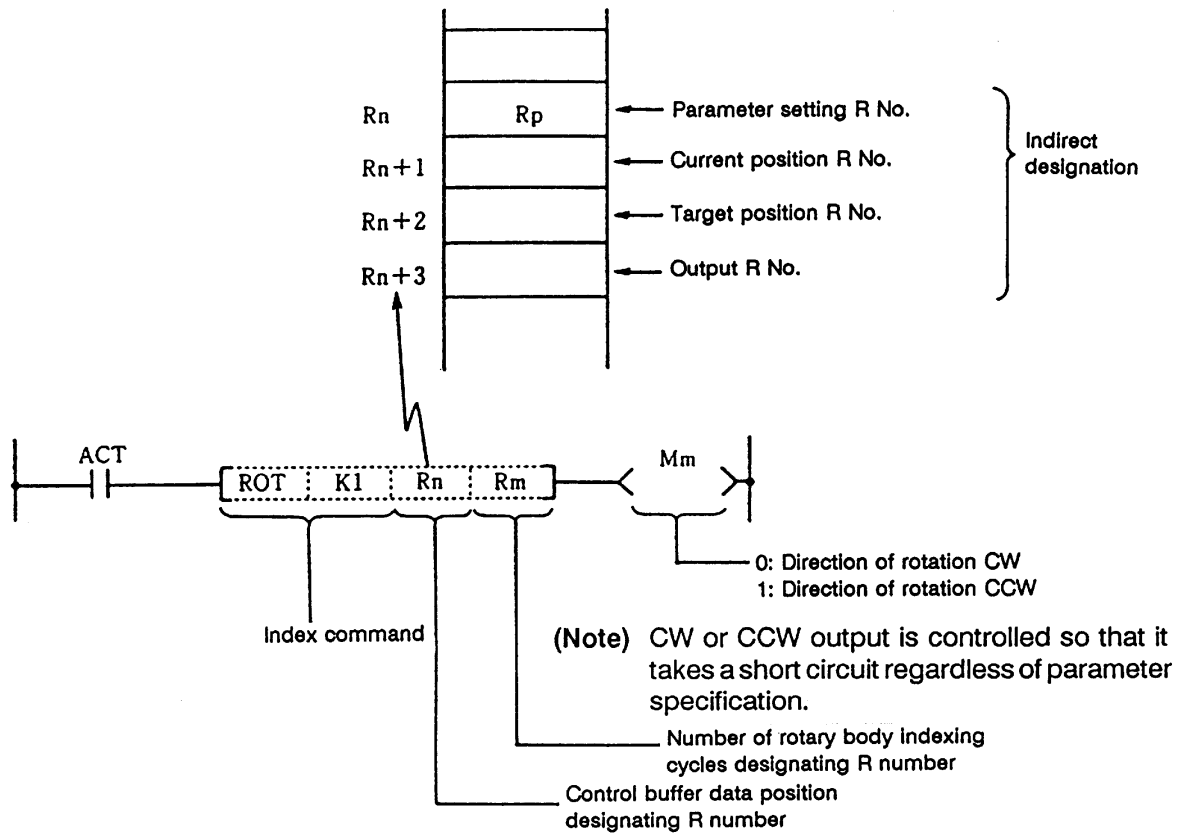 Rn Rp Parameter setting R No.
Rn+1 Current position R No.
Rn+2 Target position R No.
Rn+3 Output R No.
Indirect
designation
ACT
ROT K1 Rn Rm Mm
0: Direction of rotation CW
1: Direction of rotation CCW
Index command
(Note) CW or CCW output is controlled so that it
takes a short circuit regardless of parameter
specification.
Number of rotary body indexing
cycles designating R number
Control buffer data position
designating R number